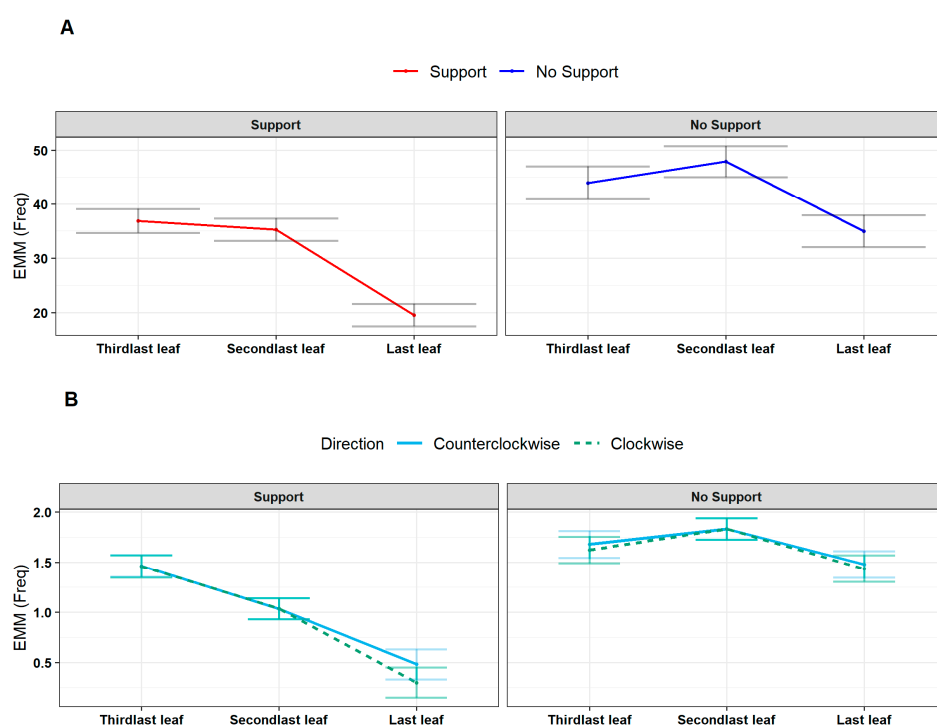 A
Support No Support
Support No Support
EMM (Freq)
50
40
30
20
Thirdlast leaf Secondlast leaf Last leaf Thirdlast leaf Secondlast leaf Last leaf
B
Direction Counterclockwise Clockwise
Support No Support
EMM (Freq)
2.0
1.5
1.0
0.5
Thirdlast leaf Secondlast leaf Last leaf Thirdlast leaf Secondlast leaf Last leaf